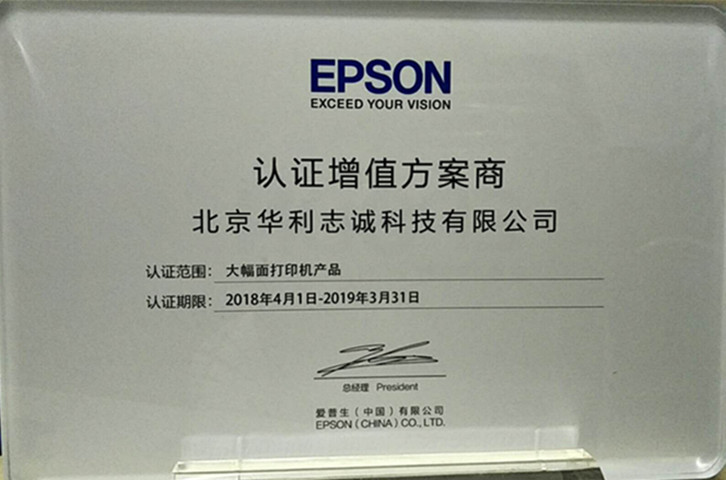 EPSON
EXCEED YOUR VISION
认证增值方案商
北京华利志诚科技有限公司
认证范围：大幅面打印机产品
认证期限：2018年4月1日-2019年3月31日
总经理 President
爱普生（中国）有限公司
EPSON（CHINA）CO., LTD.